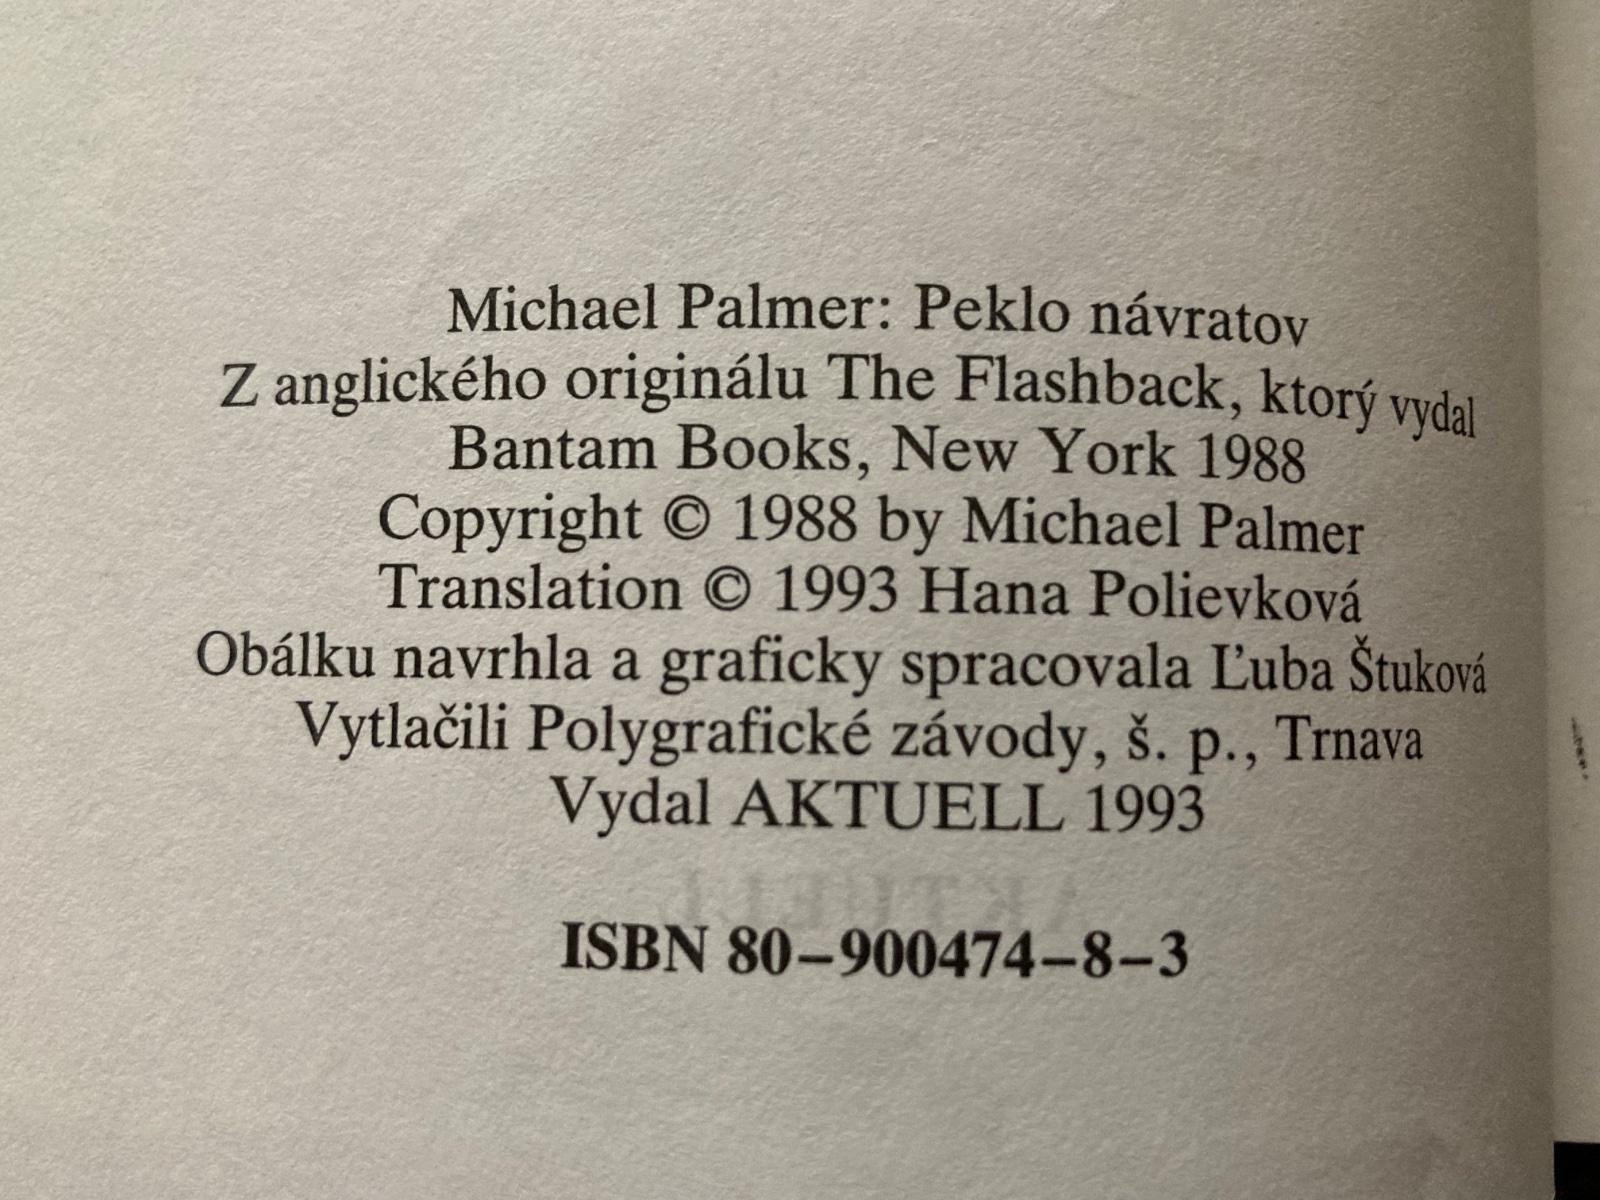 Michael Palmer: Peklo návratov
Z anglického originálu The Flashback, ktorý vydal
Bantam Books, New York 1988
Copyright © 1988 by Michael Palmer
Translation © 1993 Hana Polievková
Obálku navrhla a graficky spracovala Ľuba Štuková
Vytlačili Polygrafické závody, š. p., Trnava
Vydal AKTUELL 1993
AKTUELL
ISBN 80–900474–8–3